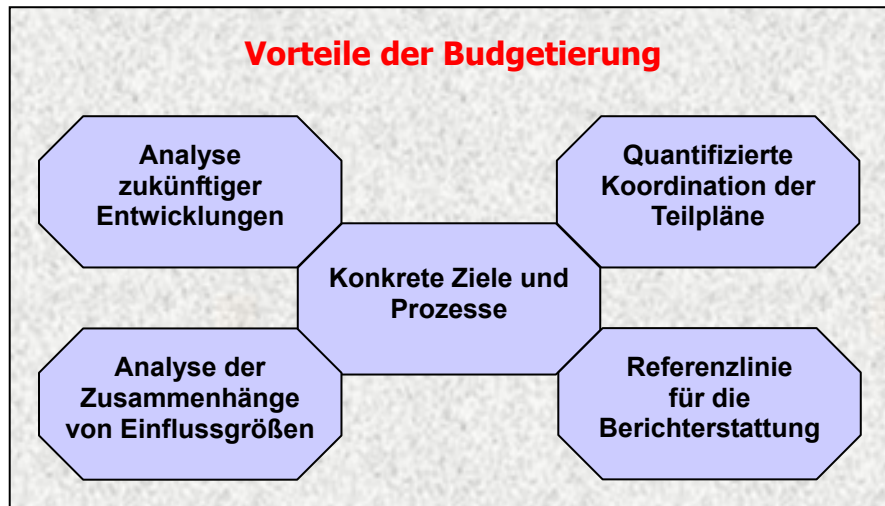 Vorteile der Budgetierung
Analyse
zukünftiger
Entwicklungen
Quantifizierte
Koordination der
Teilpläne
Konkrete Ziele und
Prozesse
Analyse der
Zusammenhänge
von Einflussgrößen
Referenzlinie
für die
Berichterstattung